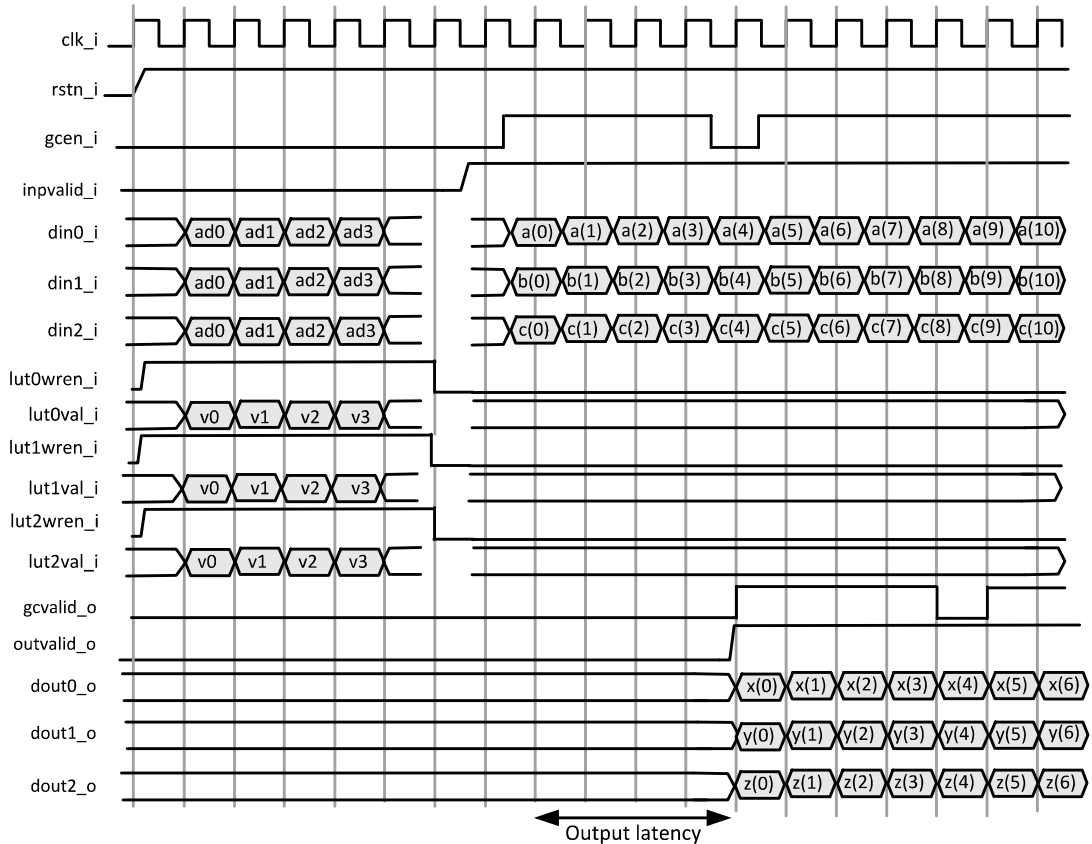 clk_i
rstn_i
gcen_i
inpvalid_i
din0_i ad0 ad1 ad2 ad3 a(0) a(1) a(2) a(3) a(4) a(5) a(6) a(7) a(8) a(9) a(10)
din1_i ad0 ad1 ad2 ad3 b(0) b(1) b(2) b(3) b(4) b(5) b(6) b(7) b(8) b(9) b(10)
din2_i ad0 ad1 ad2 ad3 c(0) c(1) c(2) c(3) c(4) c(5) c(6) c(7) c(8) c(9) c(10)
lut0wren_i
lut0val_i v0 v1 v2 v3
lut1wren_i
lut1val_i v0 v1 v2 v3
lut2wren_i
lut2val_i v0 v1 v2 v3
gcvalid_o
outvalid_o
dout0_o x(0) x(1) x(2) x(3) x(4) x(5) x(6)
dout1_o y(0) y(1) y(2) y(3) y(4) y(5) y(6)
dout2_o z(0) z(1) z(2) z(3) z(4) z(5) z(6)
Output latency